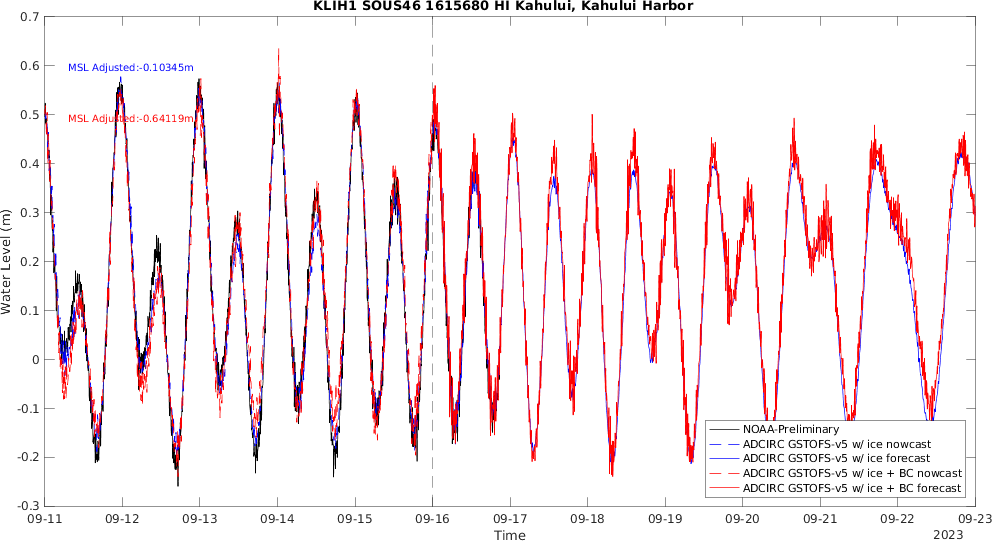 KLIH1 SOUS46 1615680 HI Kahului, Kahului Harbor
0.7
0.6
0.5
0.4
0.3
0.2
0.1
0
-0.1
-0.2
-0.3
Water Level (m)
MSL Adjusted:-0.10345m
MSL Adjusted:-0.64119m
NOAA-Preliminary
ADCIRC GSTOFS-v5 w/ ice nowcast
ADCIRC GSTOFS-v5 w/ ice forecast
ADCIRC GSTOFS-v5 w/ ice + BC nowcast
ADCIRC GSTOFS-v5 w/ ice + BC forecast
09-11 09-12 09-13 09-14 09-15 09-16 09-17 09-18 09-19 09-20 09-21 09-22 09-23
Time
2023